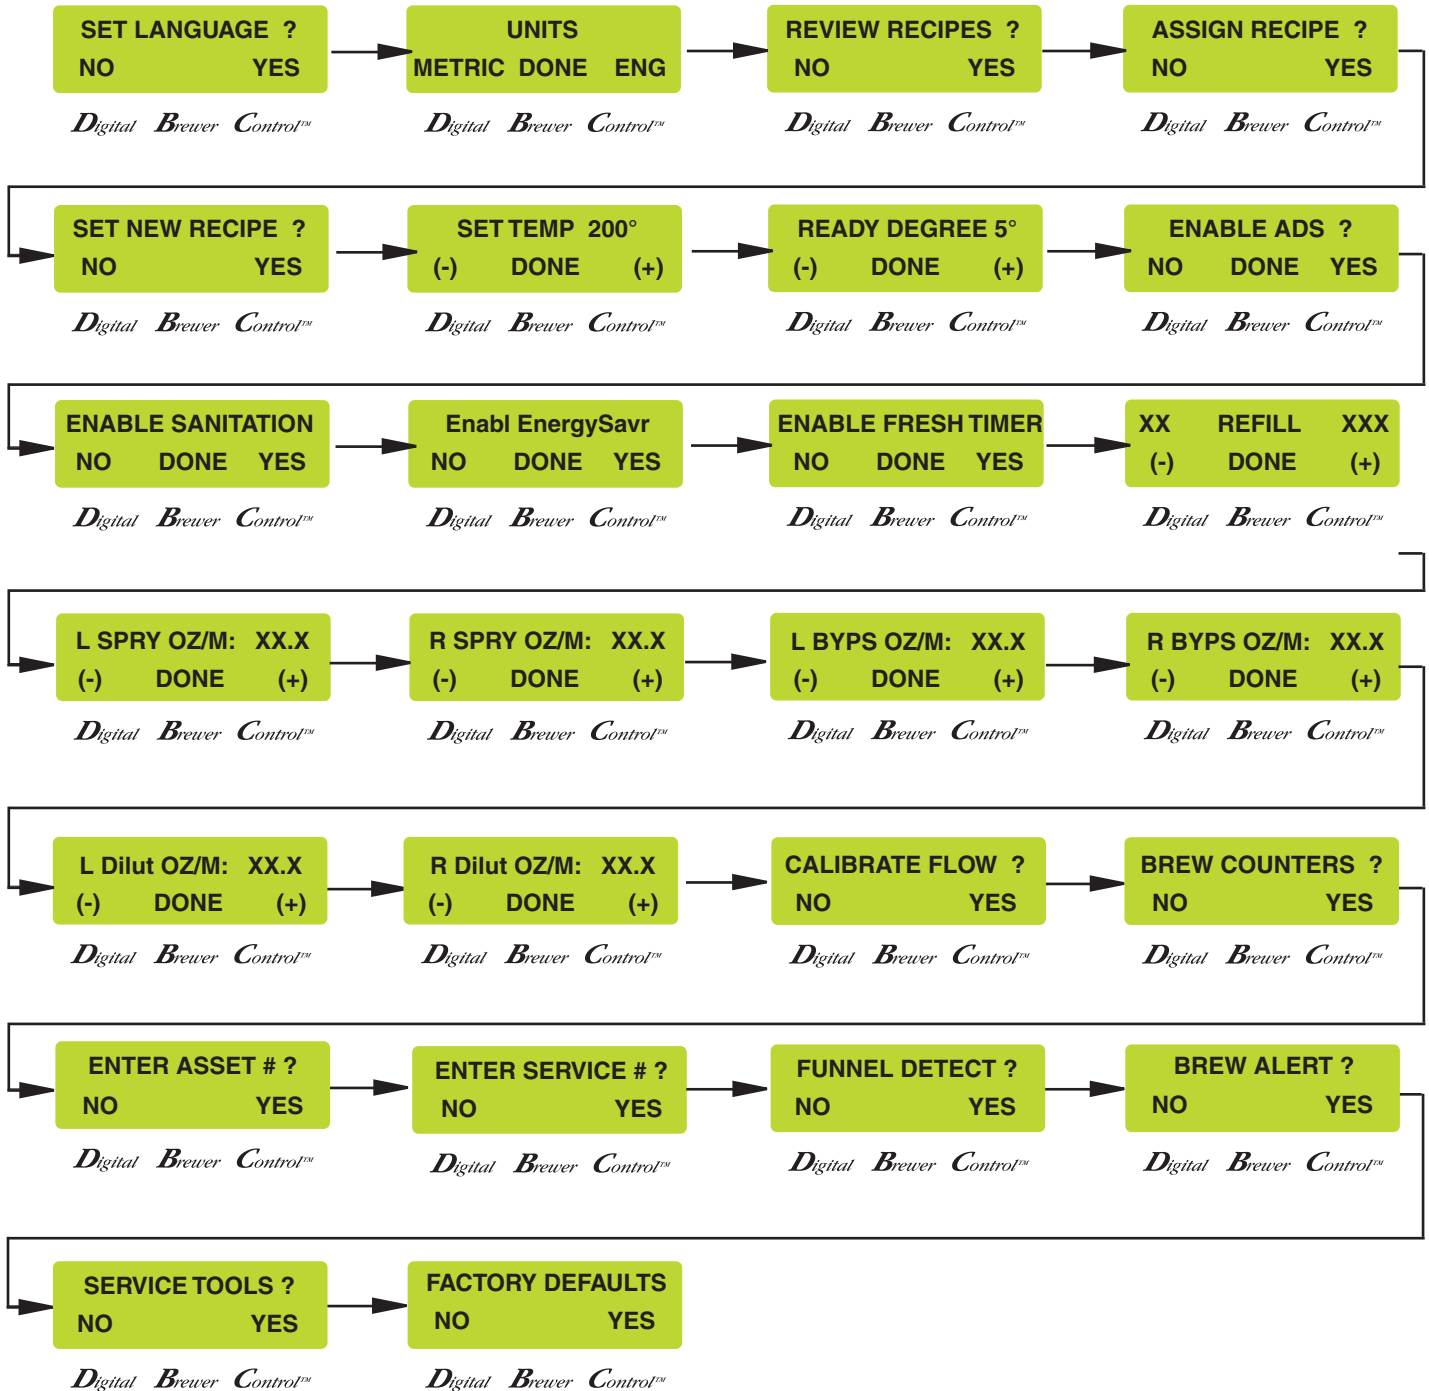 SET LANGUAGE ?
NO YES
Digital Brewer Control™
UNITS
METRIC DONE ENG
Digital Brewer Control™
REVIEW RECIPES ?
NO YES
Digital Brewer Control™
ASSIGN RECIPE ?
NO YES
Digital Brewer Control™
SET NEW RECIPE ?
NO YES
Digital Brewer Control™
SET TEMP 200°
(-) DONE (+)
Digital Brewer Control™
READY DEGREE 5°
(-) DONE (+)
Digital Brewer Control™
ENABLE ADS ?
NO DONE YES
Digital Brewer Control™
ENABLE SANITATION
NO DONE YES
Digital Brewer Control™
Enabl EnergySavr
NO DONE YES
Digital Brewer Control™
ENABLE FRESH TIMER
NO DONE YES
Digital Brewer Control™
XX REFILL XXX
(-) DONE (+)
Digital Brewer Control™
L SPRY OZ/M: XX.X
(-) DONE (+)
Digital Brewer Control™
R SPRY OZ/M: XX.X
(-) DONE (+)
Digital Brewer Control™
L BYPS OZ/M: XX.X
(-) DONE (+)
Digital Brewer Control™
R BYPS OZ/M: XX.X
(-) DONE (+)
Digital Brewer Control™
L Dilut OZ/M: XX.X
(-) DONE (+)
Digital Brewer Control™
R Dilut OZ/M: XX.X
(-) DONE (+)
Digital Brewer Control™
CALIBRATE FLOW ?
NO YES
Digital Brewer Control™
BREW COUNTERS ?
NO YES
Digital Brewer Control™
ENTER ASSET # ?
NO YES
Digital Brewer Control™
ENTER SERVICE # ?
NO YES
Digital Brewer Control™
FUNNEL DETECT ?
NO YES
Digital Brewer Control™
BREW ALERT ?
NO YES
Digital Brewer Control™
SERVICE TOOLS ?
NO YES
Digital Brewer Control™
FACTORY DEFAULTS
NO YES
Digital Brewer Control™